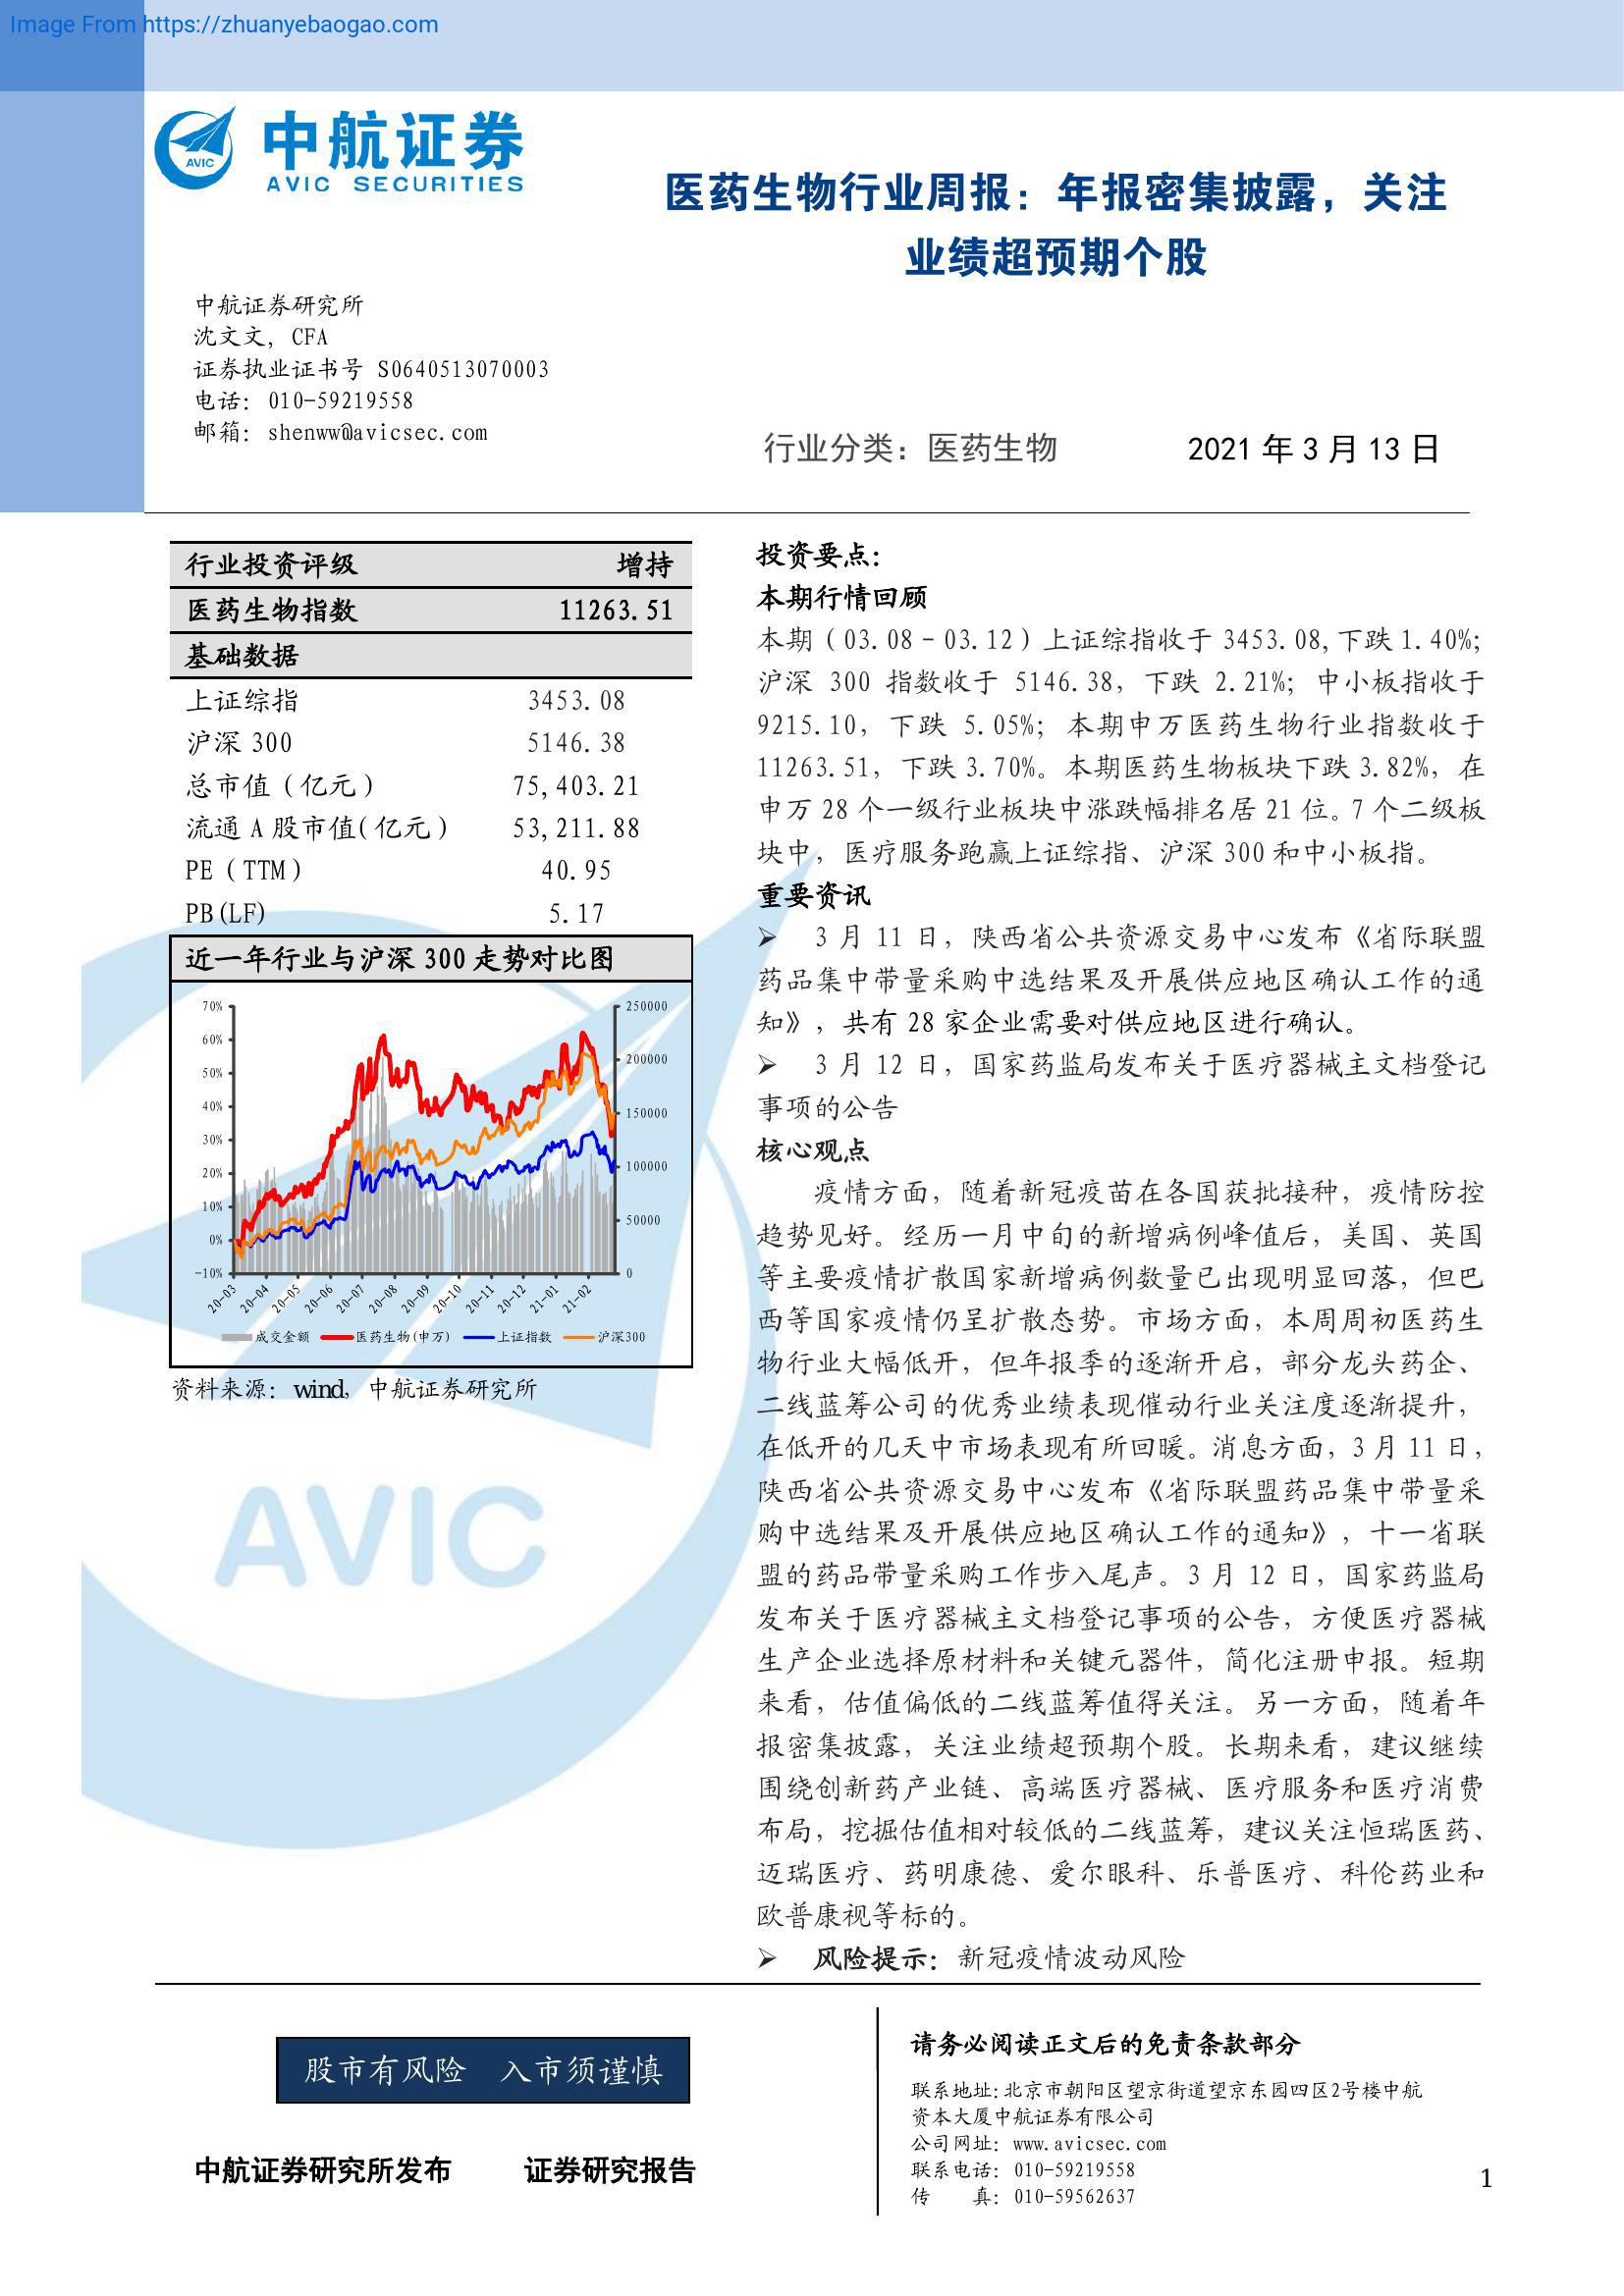 Image From https://zhuanyebaogao.com
AVIC
中航证券
AVIC SECURITIES
医药生物行业周报：年报密集披露，关注
业绩超预期个股
中航证券研究所
沈文文，CFA
证券执业证书号 S0640513070003
电话：010-59219558
邮箱：shenww@avicsec.com
行业分类：医药生物 2021 年 3 月 13 日
行业投资评级 增持
医药生物指数 11263.51
基础数据
上证综指 3453.08
沪深 300 5146.38
总市值（亿元） 75,403.21
流通 A 股市值(亿元) 53,211.88
PE（TTM） 40.95
PB(LF) 5.17
近一年行业与沪深 300 走势对比图
70% 250000
60%
50% 200000
40% 150000
30%
20% 100000
10% 50000
0%
-10% 0
20-03 20-04 20-05 20-06 20-07 20-08 20-09 20-10 20-11 20-12 21-01 21-02
成交金额 医药生物(申万) 上证指数 沪深300
资料来源：wind，中航证券研究所
AVIC
投资要点：
本期行情回顾
本期（03.08－03.12）上证综指收于 3453.08,下跌 1.40%;
沪深 300 指数收于 5146.38，下跌 2.21%；中小板指收于
9215.10，下跌 5.05%；本期申万医药生物行业指数收于
11263.51，下跌 3.70%。本期医药生物板块下跌 3.82%，在
申万 28 个一级行业板块中涨跌幅排名居 21 位。7 个二级板
块中，医疗服务跑赢上证综指、沪深 300 和中小板指。
重要资讯
➢ 3 月 11 日，陕西省公共资源交易中心发布《省际联盟
药品集中带量采购中选结果及开展供应地区确认工作的通
知》，共有 28 家企业需要对供应地区进行确认。
➢ 3 月 12 日，国家药监局发布关于医疗器械主文档登记
事项的公告
核心观点
疫情方面，随着新冠疫苗在各国获批接种，疫情防控
趋势见好。经历一月中旬的新增病例峰值后，美国、英国
等主要疫情扩散国家新增病例数量已出现明显回落，但巴
西等国家疫情仍呈扩散态势。市场方面，本周周初医药生
物行业大幅低开，但年报季的逐渐开启，部分龙头药企、
二线蓝筹公司的优秀业绩表现催动行业关注度逐渐提升，
在低开的几天中市场表现有所回暖。消息方面，3 月 11 日，
陕西省公共资源交易中心发布《省际联盟药品集中带量采
购中选结果及开展供应地区确认工作的通知》，十一省联
盟的药品带量采购工作步入尾声。3 月 12 日，国家药监局
发布关于医疗器械主文档登记事项的公告，方便医疗器械
生产企业选择原材料和关键元器件，简化注册申报。短期
来看，估值偏低的二线蓝筹值得关注。另一方面，随着年
报密集披露，关注业绩超预期个股。长期来看，建议继续
围绕创新药产业链、高端医疗器械、医疗服务和医疗消费
布局，挖掘估值相对较低的二线蓝筹，建议关注恒瑞医药、
迈瑞医疗、药明康德、爱尔眼科、乐普医疗、科伦药业和
欧普康视等标的。
➢ 风险提示：新冠疫情波动风险
股市有风险 入市须谨慎
中航证券研究所发布 证券研究报告
请务必阅读正文后的免责条款部分
联系地址：北京市朝阳区望京街道望京东园四区2号楼中航
资本大厦中航证券有限公司
公司网址：www.avicsec.com
联系电话：010-59219558
传 真：010-59562637
1